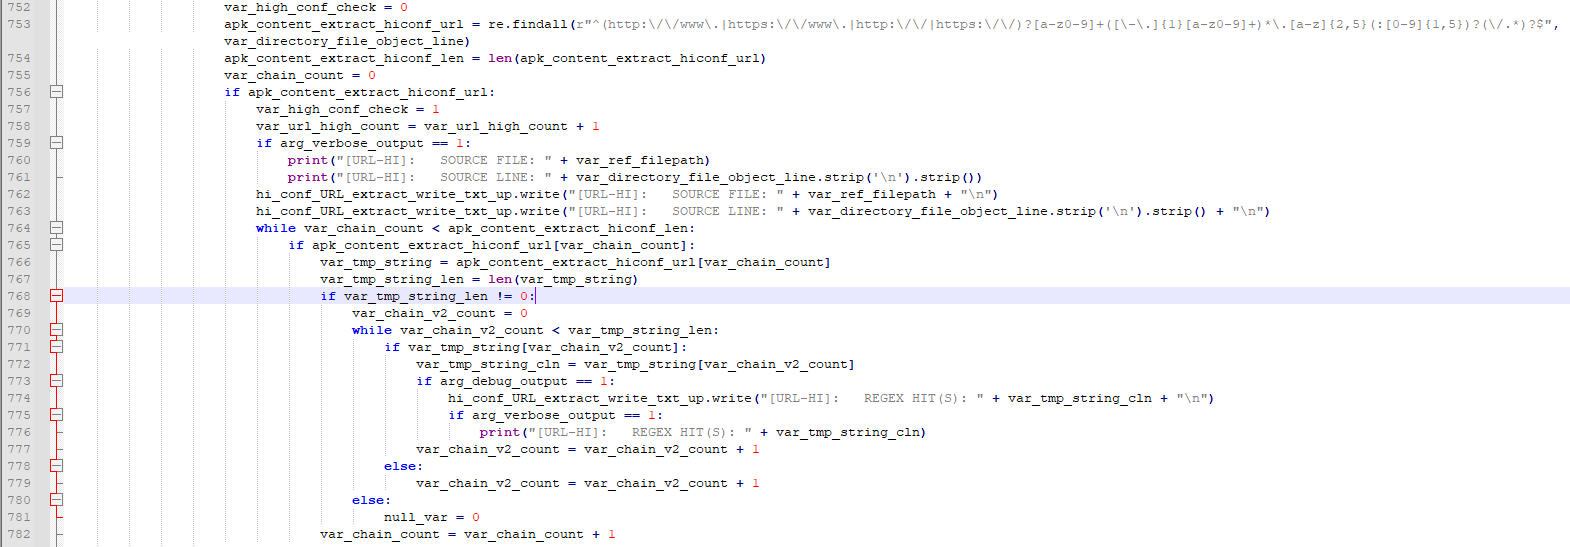 752 var_high_conf_check = 0
753 apk_content_extract_hiconf_url = re.findall(r"^(http:\/\/www\.|https:\/\/www\.|http:\/\/|https:\/\/)?[a-z0-9]+([\-\.]{1}[a-z0-9]+)*\.[a-z]{2,5}(:[0-9]{1,5})?(\/.*)?$",
var_directory_file_object_line)
754 apk_content_extract_hiconf_len = len(apk_content_extract_hiconf_url)
755 var_chain_count = 0
756 if apk_content_extract_hiconf_url:
757 var_high_conf_check = 1
758 var_url_high_count = var_url_high_count + 1
759 if arg_verbose_output == 1:
760 print("[URL-HI]:   SOURCE FILE: " + var_ref_filepath)
761 print("[URL-HI]:   SOURCE LINE: " + var_directory_file_object_line.strip('\n').strip())
762 hi_conf_URL_extract_write_txt_up.write("[URL-HI]:   SOURCE FILE: " + var_ref_filepath + "\n")
763 hi_conf_URL_extract_write_txt_up.write("[URL-HI]:   SOURCE LINE: " + var_directory_file_object_line.strip('\n').strip() + "\n")
764 while var_chain_count < apk_content_extract_hiconf_len:
765 if apk_content_extract_hiconf_url[var_chain_count]:
766 var_tmp_string = apk_content_extract_hiconf_url[var_chain_count]
767 var_tmp_string_len = len(var_tmp_string)
768 if var_tmp_string_len != 0:
769 var_chain_v2_count = 0
770 while var_chain_v2_count < var_tmp_string_len:
771 if var_tmp_string[var_chain_v2_count]:
772 var_tmp_string_cln = var_tmp_string[var_chain_v2_count]
773 if arg_debug_output == 1:
774 hi_conf_URL_extract_write_txt_up.write("[URL-HI]:   REGEX HIT(S): " + var_tmp_string_cln + "\n")
775 if arg_verbose_output == 1:
776 print("[URL-HI]:   REGEX HIT(S): " + var_tmp_string_cln)
777 var_chain_v2_count = var_chain_v2_count + 1
778 else:
779 var_chain_v2_count = var_chain_v2_count + 1
780 else:
781 null_var = 0
782 var_chain_count = var_chain_count + 1